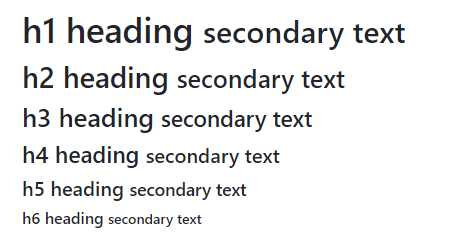 h1 heading secondary text
h2 heading secondary text
h3 heading secondary text
h4 heading secondary text
h5 heading secondary text
h6 heading secondary text